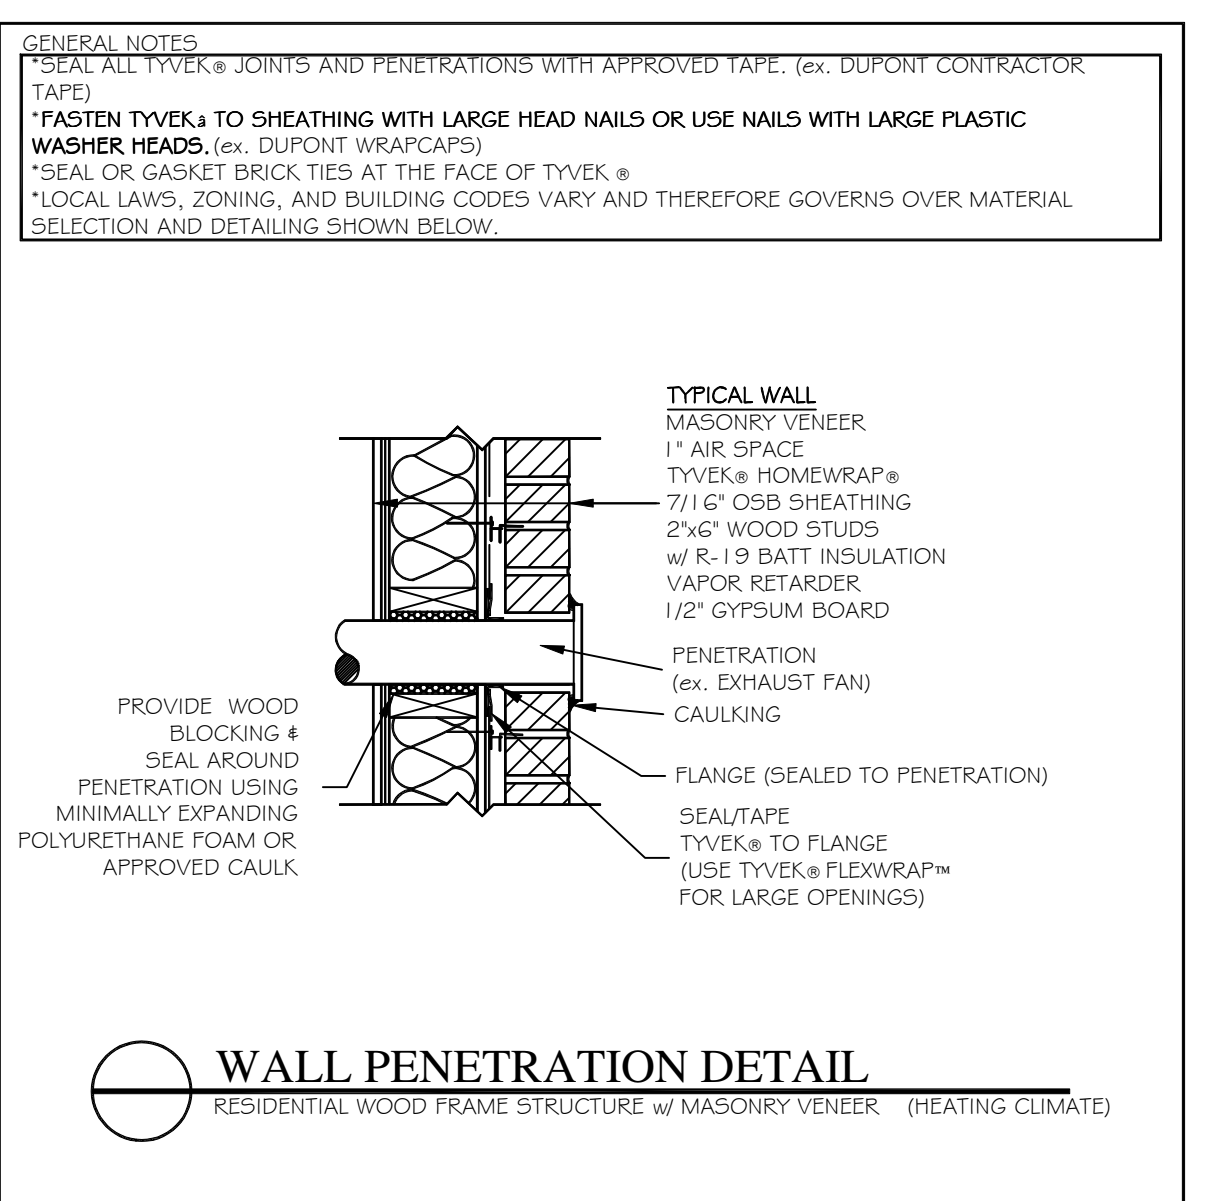 GENERAL NOTES
*SEAL ALL TYVEK® JOINTS AND PENETRATIONS WITH APPROVED TAPE. (ex. DUPONT CONTRACTOR
TAPE)
*FASTEN TYVEKâ TO SHEATHING WITH LARGE HEAD NAILS OR USE NAILS WITH LARGE PLASTIC
WASHER HEADS. (ex. DUPONT WRAPCAPS)
*SEAL OR GASKET BRICK TIES AT THE FACE OF TYVEK ®
*LOCAL LAWS, ZONING, AND BUILDING CODES VARY AND THEREFORE GOVERNS OVER MATERIAL
SELECTION AND DETAILING SHOWN BELOW.
TYPICAL WALL
MASONRY VENEER
1" AIR SPACE
TYVEK® HOMEWRAP®
7/16" OSB SHEATHING
2"x6" WOOD STUDS
w/ R-19 BATT INSULATION
VAPOR RETARDER
1/2" GYPSUM BOARD
PENETRATION
(ex. EXHAUST FAN)
CAULKING
FLANGE (SEALED TO PENETRATION)
SEAL/TAPE
TYVEK® TO FLANGE
(USE TYVEK® FLEXWRAP™
FOR LARGE OPENINGS)
PROVIDE WOOD
BLOCKING &
SEAL AROUND
PENETRATION USING
MINIMALLY EXPANDING
POLYURETHANE FOAM OR
APPROVED CAULK
WALL PENETRATION DETAIL
RESIDENTIAL WOOD FRAME STRUCTURE w/ MASONRY VENEER (HEATING CLIMATE)